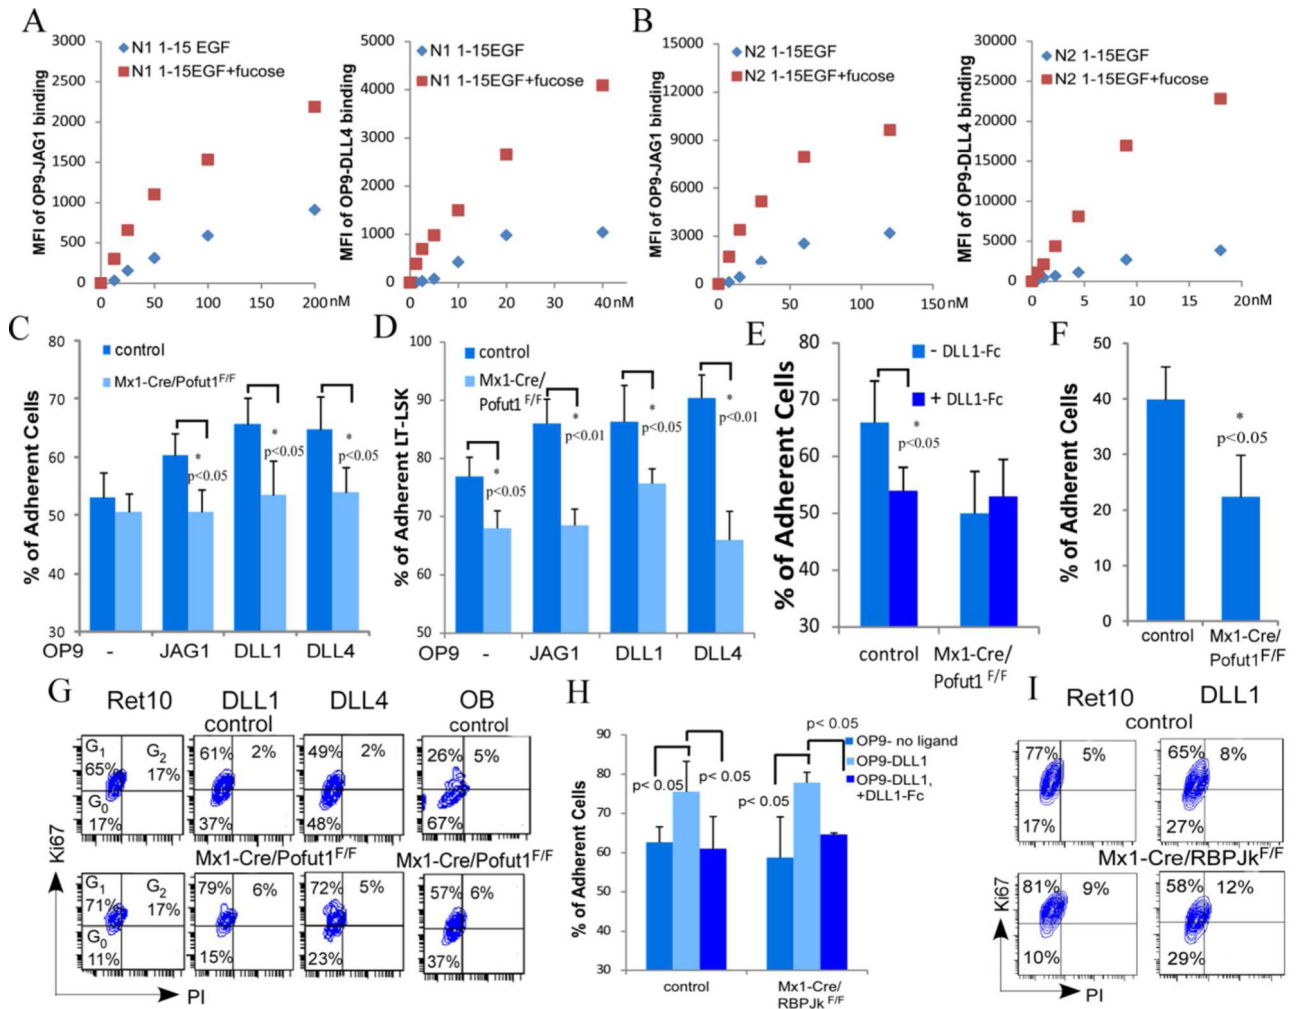 A
3000
2500
2000
1500
1000
500
0
MFI of OP9-JAG1 binding
N1 1-15 EGF
N1 1-15EGF+fucose
0 50 100 150 200 nM
5000
4000
3000
2000
1000
0
MFI of OP9-DLL4 binding
N1 1-15EGF
N1 1-15EGF+fucose
0 10 20 30 40 nM
B
15000
12000
9000
6000
3000
0
MFI of OP9-JAG1 binding
N2 1-15EGF
N2 1-15EGF+fucose
0 50 100 150 nM
30000
25000
20000
15000
10000
5000
0
MFI of OP9-DLL4 binding
N2 1-15EGF
N2 1-15EGF+fucose
0 5 10 15 20 nM
C
80
70
60
50
40
30
% of Adherent Cells
control
Mx1-Cre/Pofut1F/F
*
p<0.05
*
p<0.05
*
p<0.05
OP9 - JAG1 DLL1 DLL4
D
100
90
80
70
60
50
% of Adherent LT-LSK
control
Mx1-Cre/
Pofut1 F/F
*
p<0.05
*
p<0.01
*
p<0.05
*
p<0.01
OP9 - JAG1 DLL1 DLL4
E
80
70
60
50
40
30
% of Adherent Cells
- DLL1-Fc
+ DLL1-Fc
*
p<0.05
control Mx1-Cre/
Pofut1 F/F
F
50
40
30
20
10
0
% of Adherent Cells
*
p<0.05
control Mx1-Cre/
Pofut1F/F
G
Ret10 DLL1 DLL4 OB
control control
G1 65% G2 17%
G0 17%
61% 2%
37%
49% 2%
48%
26% 5%
67%
Mx1-Cre/Pofut1F/F Mx1-Cre/Pofut1F/F
G1 71% G2 17%
G0 11%
79% 6%
15%
72% 5%
23%
57% 6%
37%
Ki67
PI
H
90
80
70
60
50
40
30
% of Adherent Cells
p< 0.05
p< 0.05
p< 0.05
p< 0.05
OP9- no ligand
OP9-DLL1
OP9-DLL1,
+DLL1-Fc
control Mx1-Cre/
RBPJk F/F
I
Ret10 DLL1
control
77% 5%
17%
65% 8%
27%
Mx1-Cre/RBPJkF/F
81% 9%
10%
58% 12%
29%
Ki67
PI